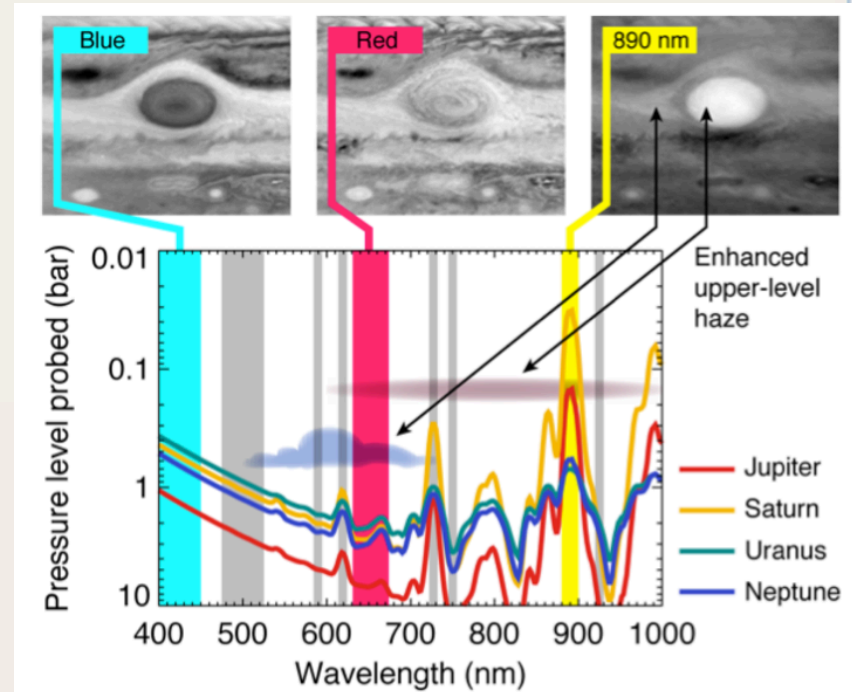 Blue
Red
890 nm
Enhanced
upper-level
haze
Pressure level probed (bar)
0.01
0.1
1
10
400
500
600
700
800
900
1000
Wavelength (nm)
Jupiter
Saturn
Uranus
Neptune